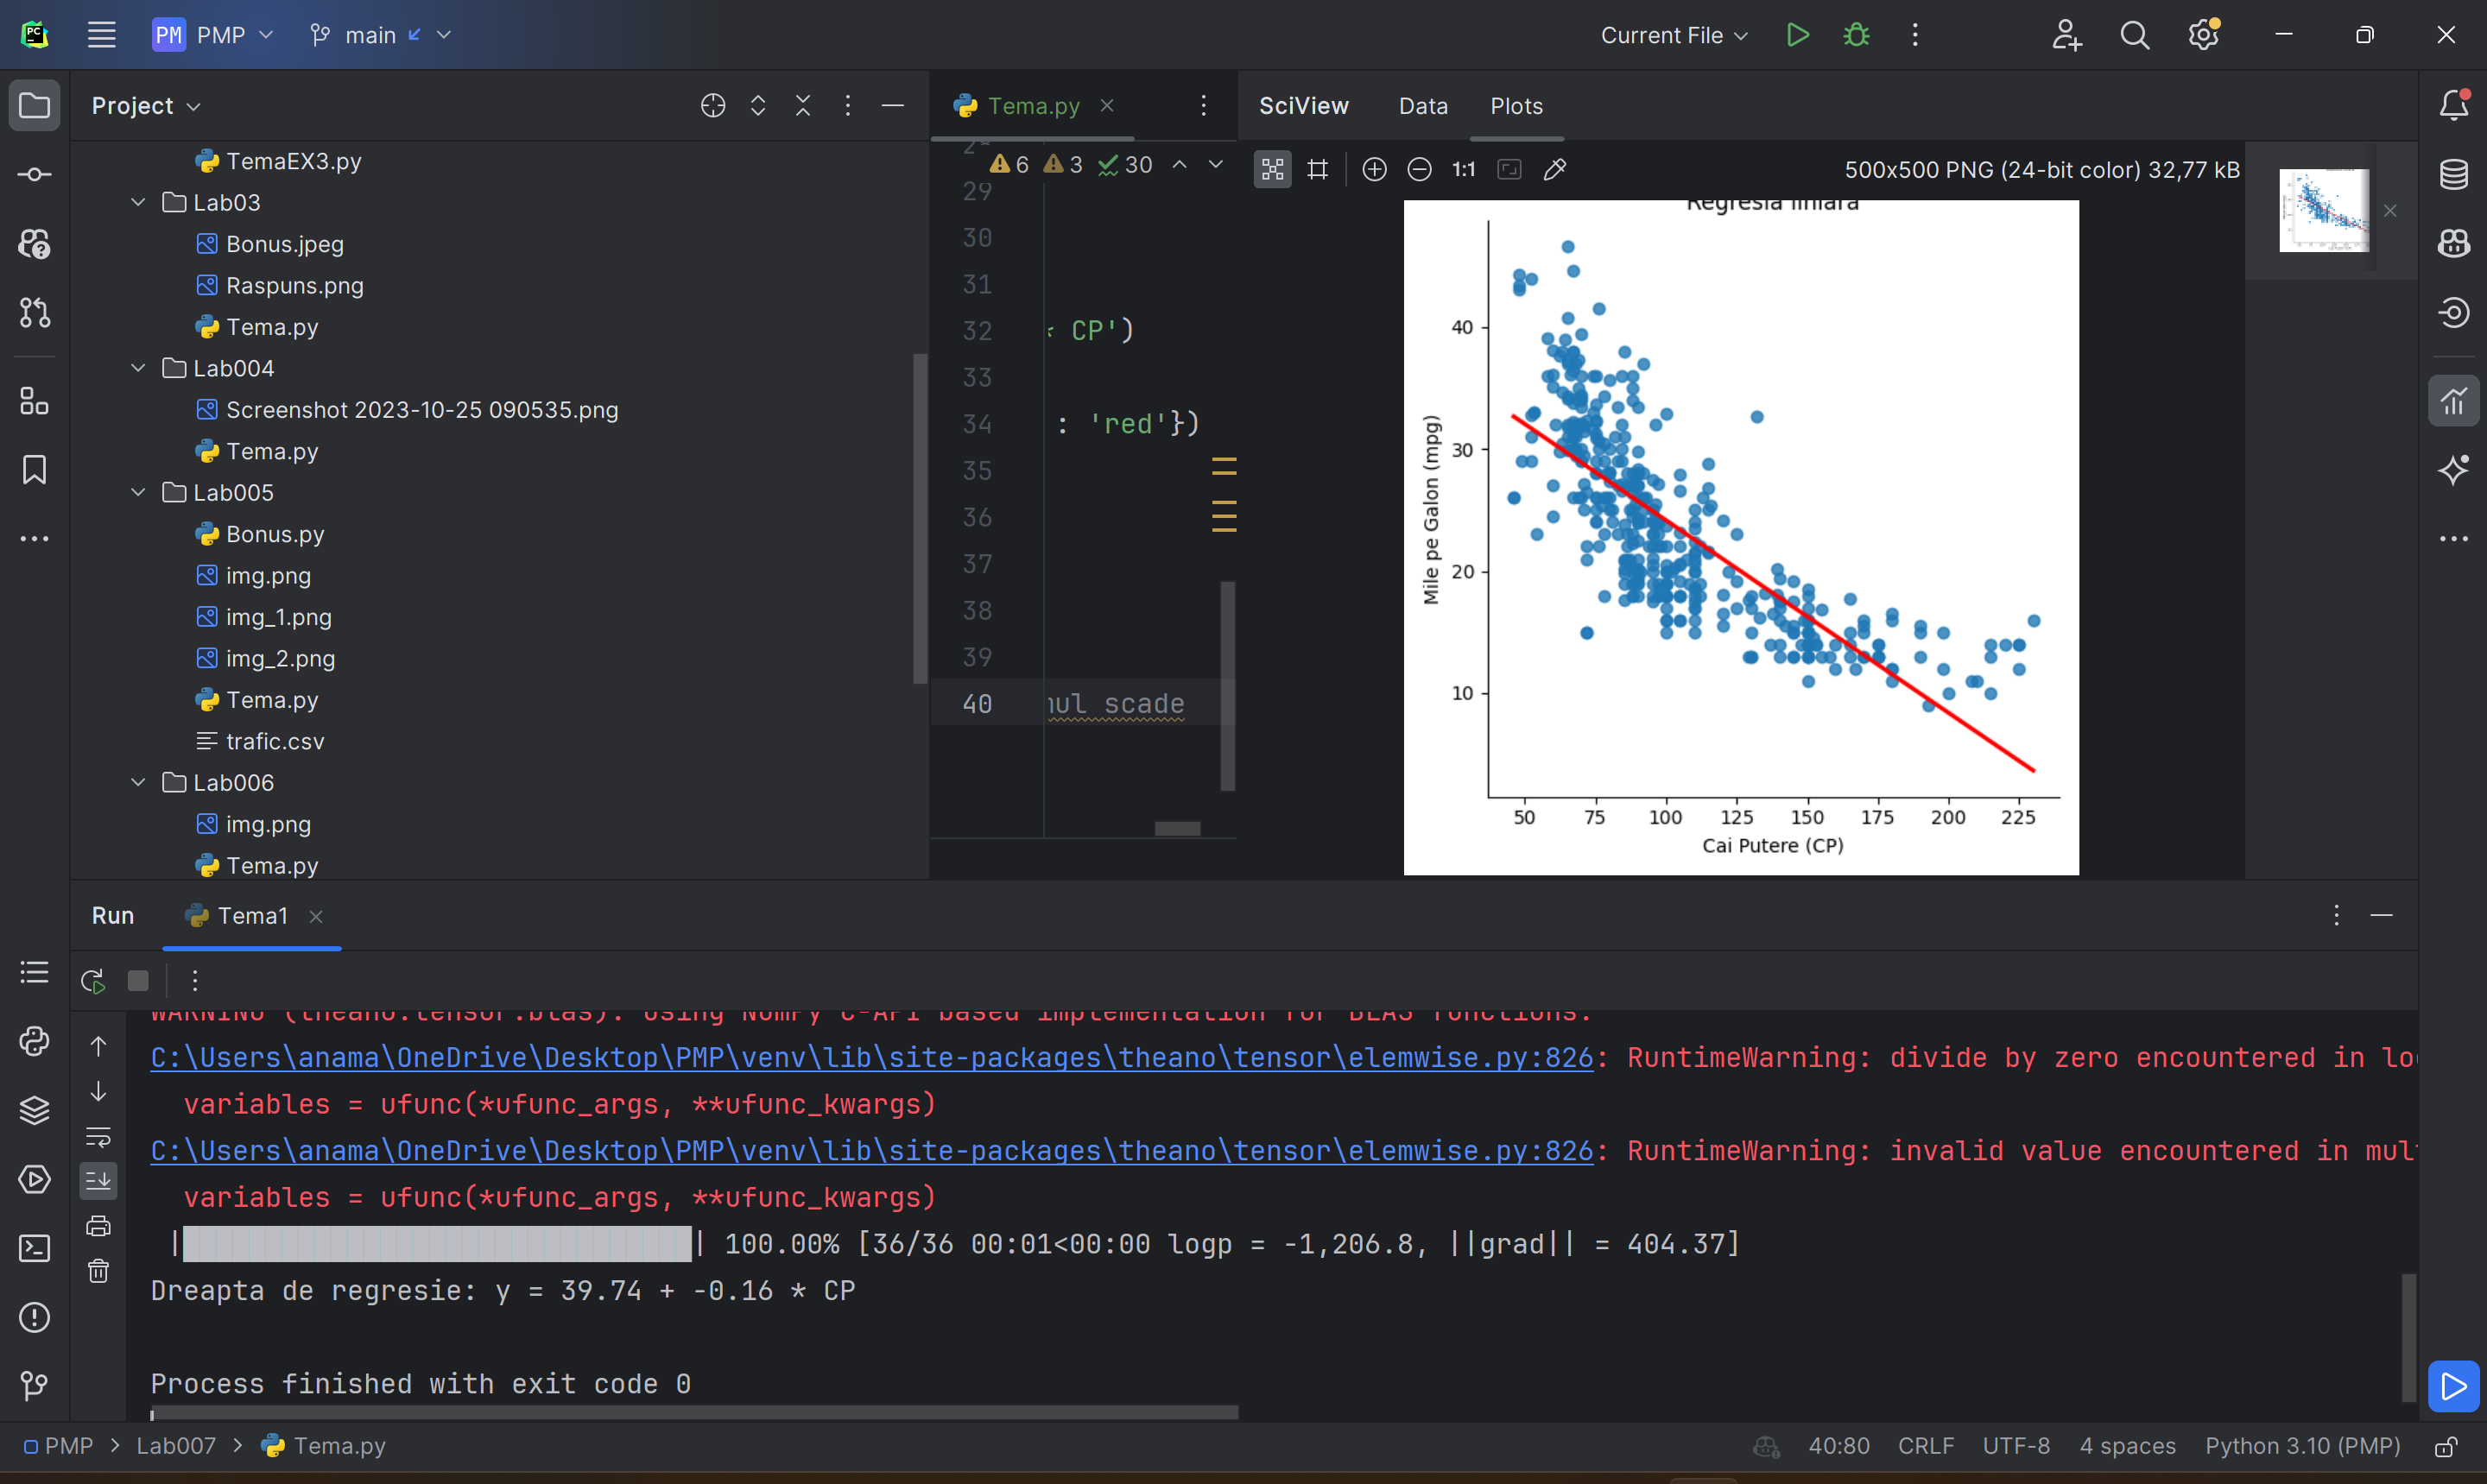 PC
PM PMP main Current File
Project
Tema.py
SciView Data Plots
TemaEX3.py
Lab03
Bonus.jpeg
Raspuns.png
Tema.py
Lab004
Screenshot 2023-10-25 090535.png
Tema.py
Lab005
Bonus.py
img.png
img_1.png
img_2.png
Tema.py
trafic.csv
Lab006
img.png
Tema.py
6 3 30
29
30
31
32 CP')
33
34 : 'red'})
35
36
37
38
39
40 scade
1:1
500x500 PNG (24-bit color) 32,77 kB
Regresia liniara
Mile pe Galon (mpg)
40
30
20
10
50 75 100 125 150 175 200 225
Cai Putere (CP)
Run Tema1
WARNING (theano.tensor.blas): Using NumPy C-API based implementation for BLAS functions.
C:\Users\anama\OneDrive\Desktop\PMP\venv\lib\site-packages\theano\tensor\elemwise.py:826: RuntimeWarning: divide by zero encountered in
variables = ufunc(*ufunc_args, **ufunc_kwargs)
C:\Users\anama\OneDrive\Desktop\PMP\venv\lib\site-packages\theano\tensor\elemwise.py:826: RuntimeWarning: invalid value encountered in
variables = ufunc(*ufunc_args, **ufunc_kwargs)
| | 100.00% [36/36 00:01<00:00 logp = -1,206.8, ||grad|| = 404.37]
Dreapta de regresie: y = 39.74 + -0.16 * CP
Process finished with exit code 0
PMP > Lab007 > Tema.py 40:80 CRLF UTF-8 4 spaces Python 3.10 (PMP)